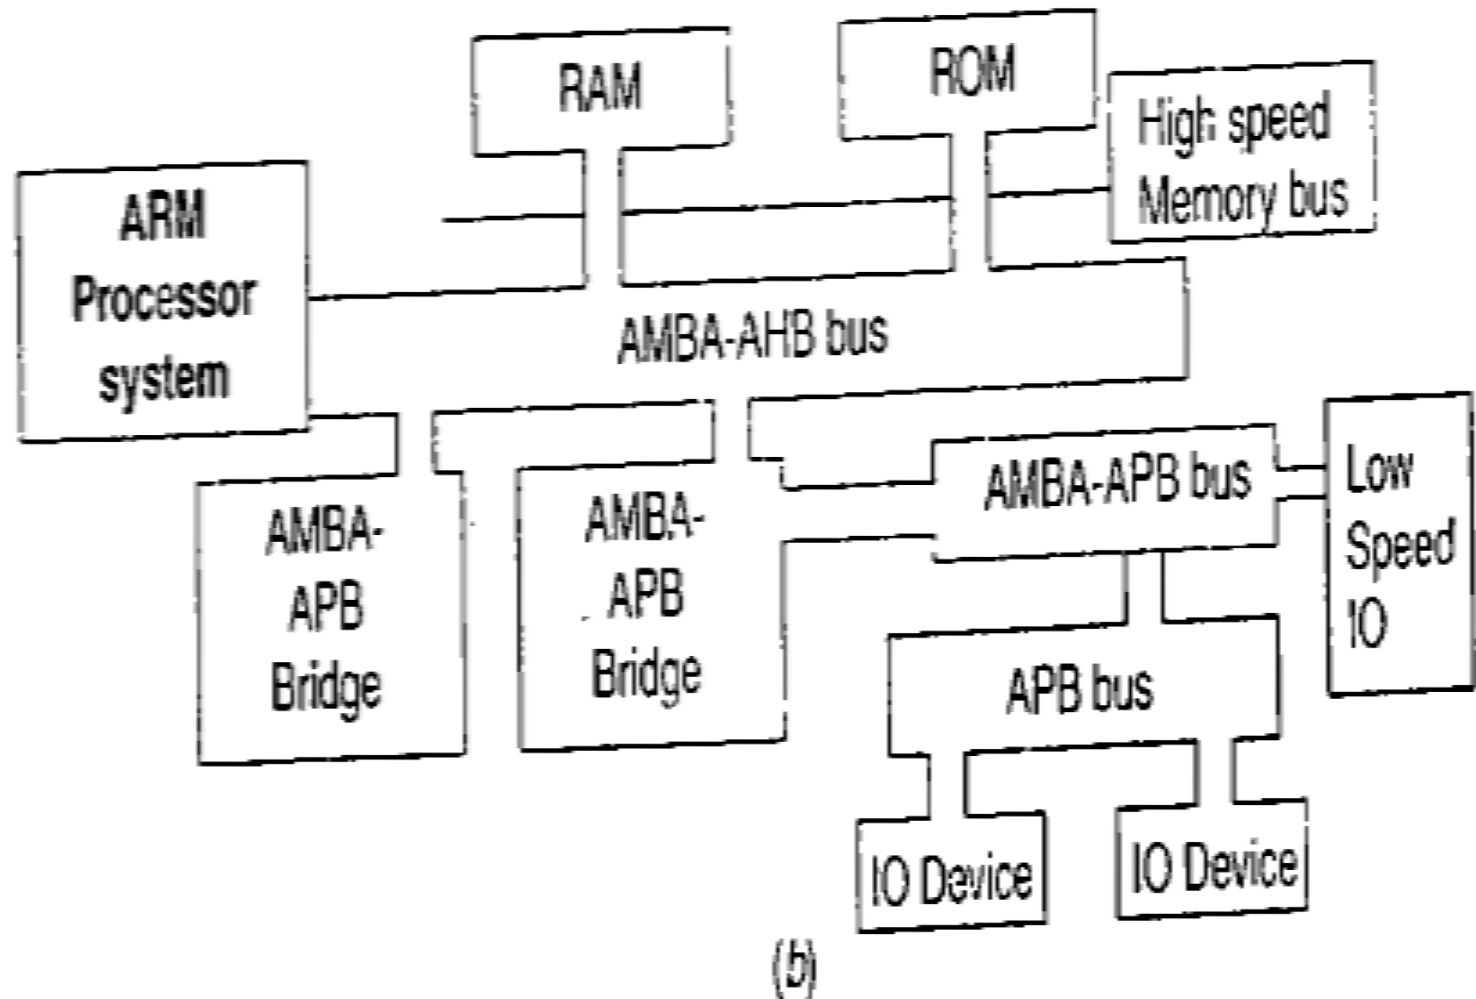 RAM
ROM
High speed
Memory bus
ARM
Processor
system
AMBA-AHB bus
AMBA-
APB
Bridge
AMBA-
APB
Bridge
AMBA-APB bus
Low
Speed
IO
APB bus
IO Device
IO Device
(b)